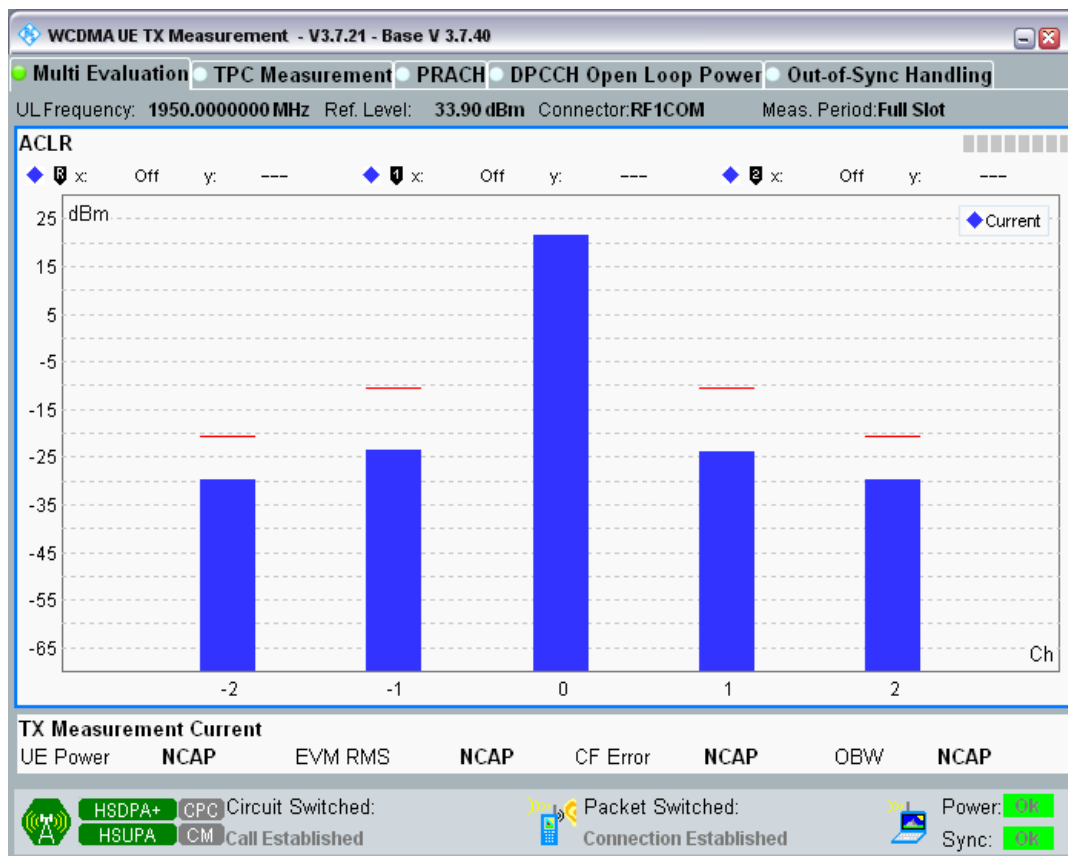 WCDMA UE TX Measurement - V3.7.21 - Base V 3.7.40
Multi Evaluation TPC Measurement PRACH DPCCH Open Loop Power Out-of-Sync Handling
UL Frequency: 1950.0000000 MHz Ref. Level: 33.90 dBm Connector:RF1COM Meas. Period:Full Slot
ACLR
R x: Off y: --- 1 x: Off y: --- 2 x: Off y: ---
25 dBm Current
15
5
-5
-15
-25
-35
-45
-55
-65 Ch
-2 -1 0 1 2
TX Measurement Current
UE Power NCAP EVM RMS NCAP CF Error NCAP OBW NCAP
HSDPA+ CPC Circuit Switched: Packet Switched: Power: OK
HSUPA CM Call Established Connection Established Sync: OK